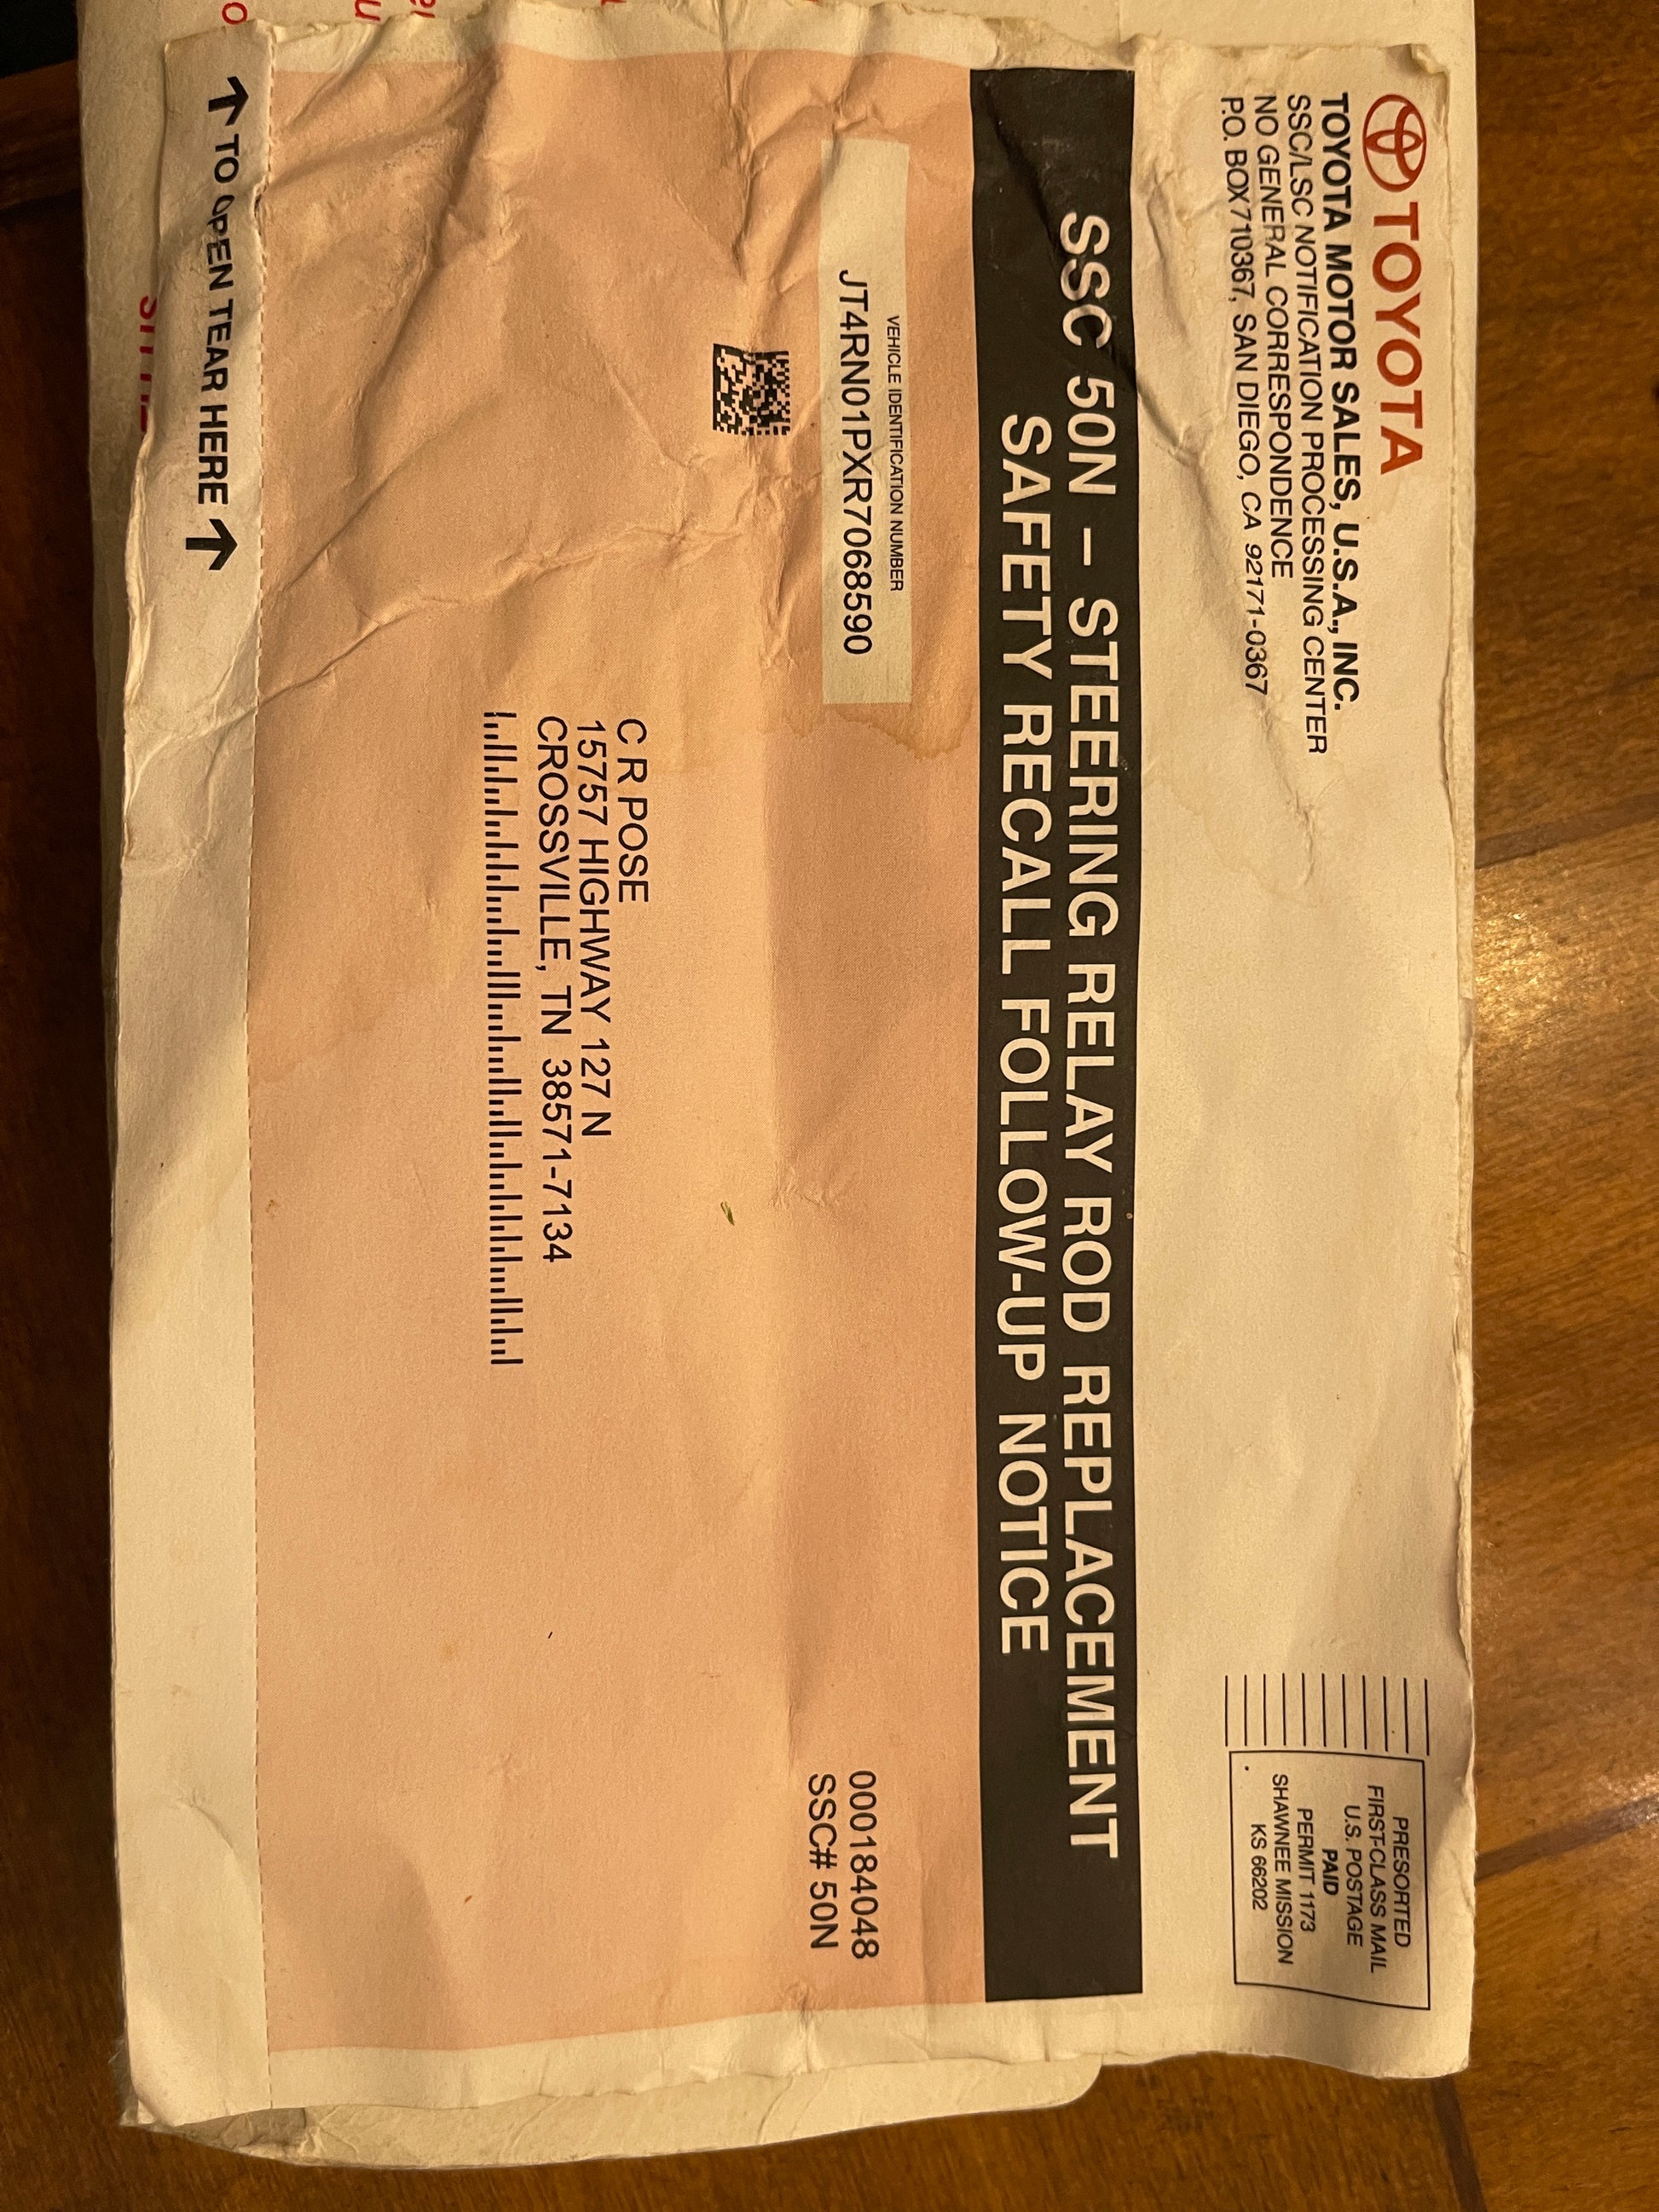 TOYOTA
TOYOTA MOTOR SALES, U.S.A., INC.
SSC/LSC NOTIFICATION PROCESSING CENTER
NO GENERAL CORRESPONDENCE
P.O. BOX 710367, SAN DIEGO, CA 92171-0367
PRESORTED
FIRST-CLASS MAIL
U.S. POSTAGE
PAID
PERMIT 1173
SHAWNEE MISSION
KS 66202
SSC 50N – STEERING RELAY ROD REPLACEMENT
SAFETY RECALL FOLLOW-UP NOTICE
VEHICLE IDENTIFICATION NUMBER
JT4RN01PXR7068590
000184048
SSC# 50N
C R POSE
15757 HIGHWAY 127 N
CROSSVILLE, TN 38571-7134
↑ TO OPEN TEAR HERE ↑